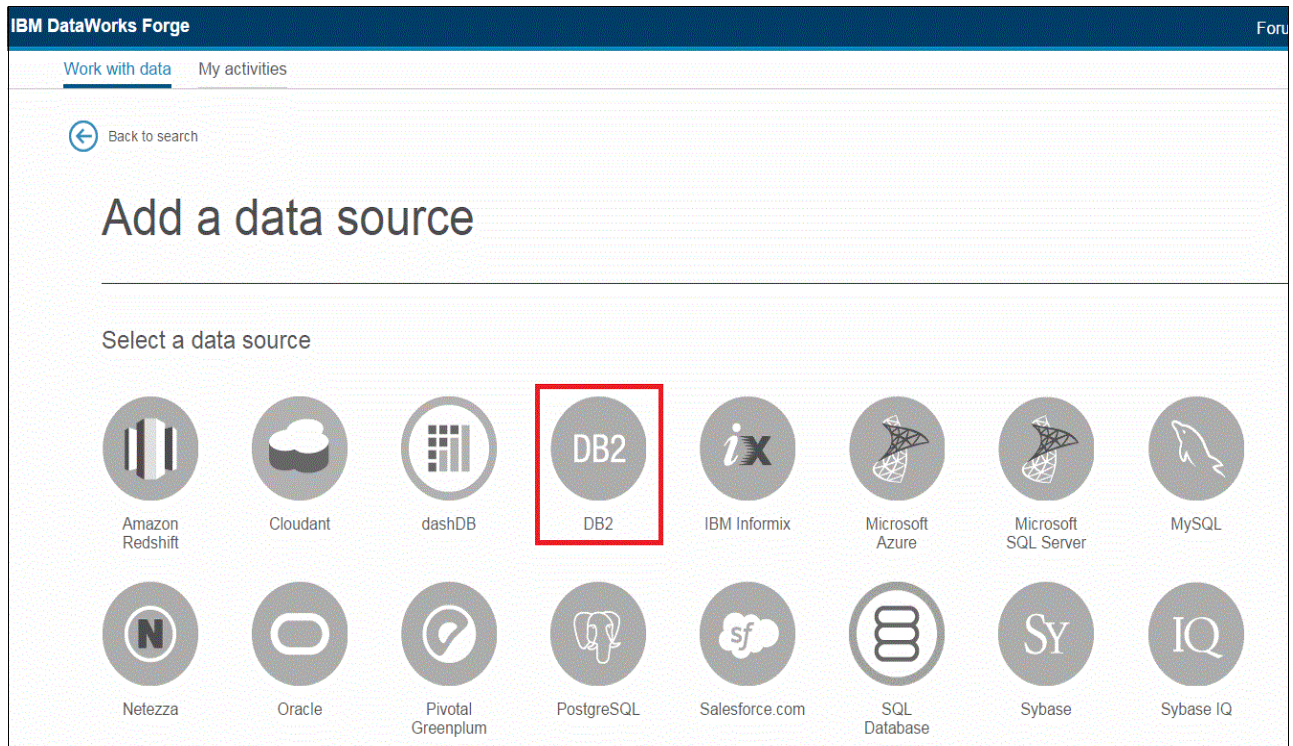 IBM DataWorks Forge
Foru
Work with data My activities
Back to search
Add a data source
Select a data source
DB2
ix
N
sf
SY
IQ
Amazon Redshift
Cloudant
dashDB
DB2
IBM Informix
Microsoft Azure
Microsoft SQL Server
MySQL
Netezza
Oracle
Pivotal Greenplum
PostgreSQL
Salesforce.com
SQL Database
Sybase
Sybase IQ